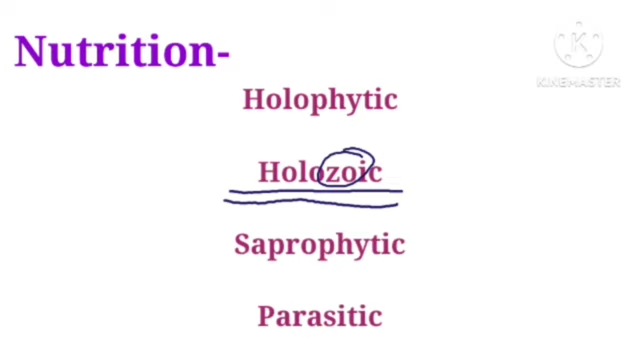 Nutrition-
KINEMASTER
Holophytic
Holozoic
Saprophytic
Parasitic